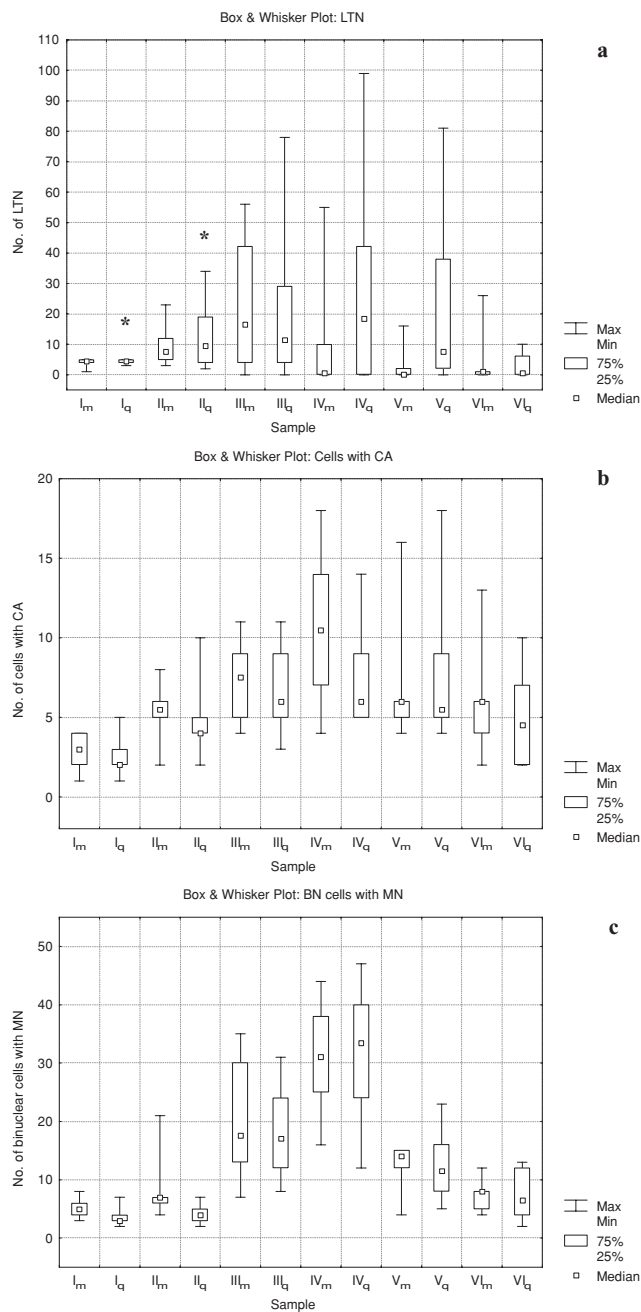 Box & Whisker Plot: LTN
a
No. of LTN
110
100
90
80
70
60
50
40
30
20
10
0
*
*
Im Iq IIm IIq IIIm IIIq IVm IVq Vm Vq VIm VIq
Sample
Max
Min
75%
25%
Median
Box & Whisker Plot: Cells with CA
b
No. of cells with CA
20
15
10
5
0
Im Iq IIm IIq IIIm IIIq IVm IVq Vm Vq VIm VIq
Sample
Max
Min
75%
25%
Median
Box & Whisker Plot: BN cells with MN
c
No. of binuclear cells with MN
50
40
30
20
10
0
Im Iq IIm IIq IIIm IIIq IVm IVq Vm Vq VIm VIq
Sample
Max
Min
75%
25%
Median